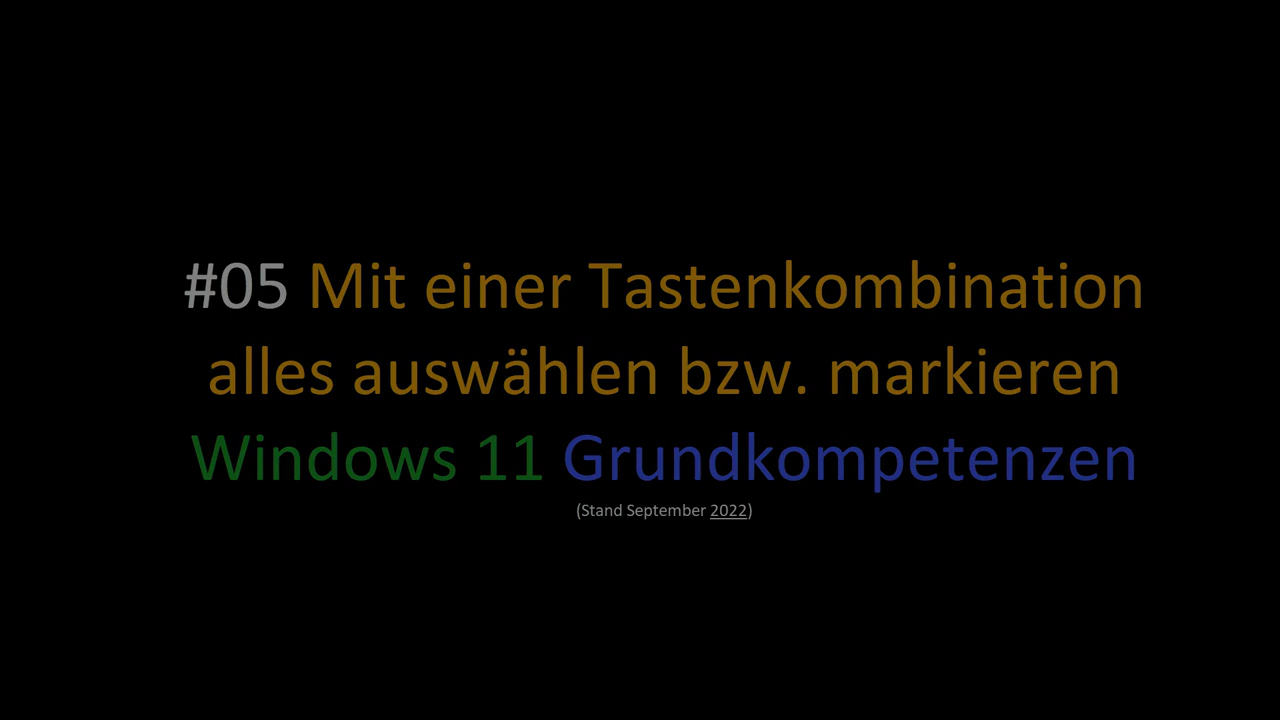 #05 Mit einer Tastenkombination
alles auswählen bzw. markieren
Windows 11 Grundkompetenzen
(Stand September 2022)